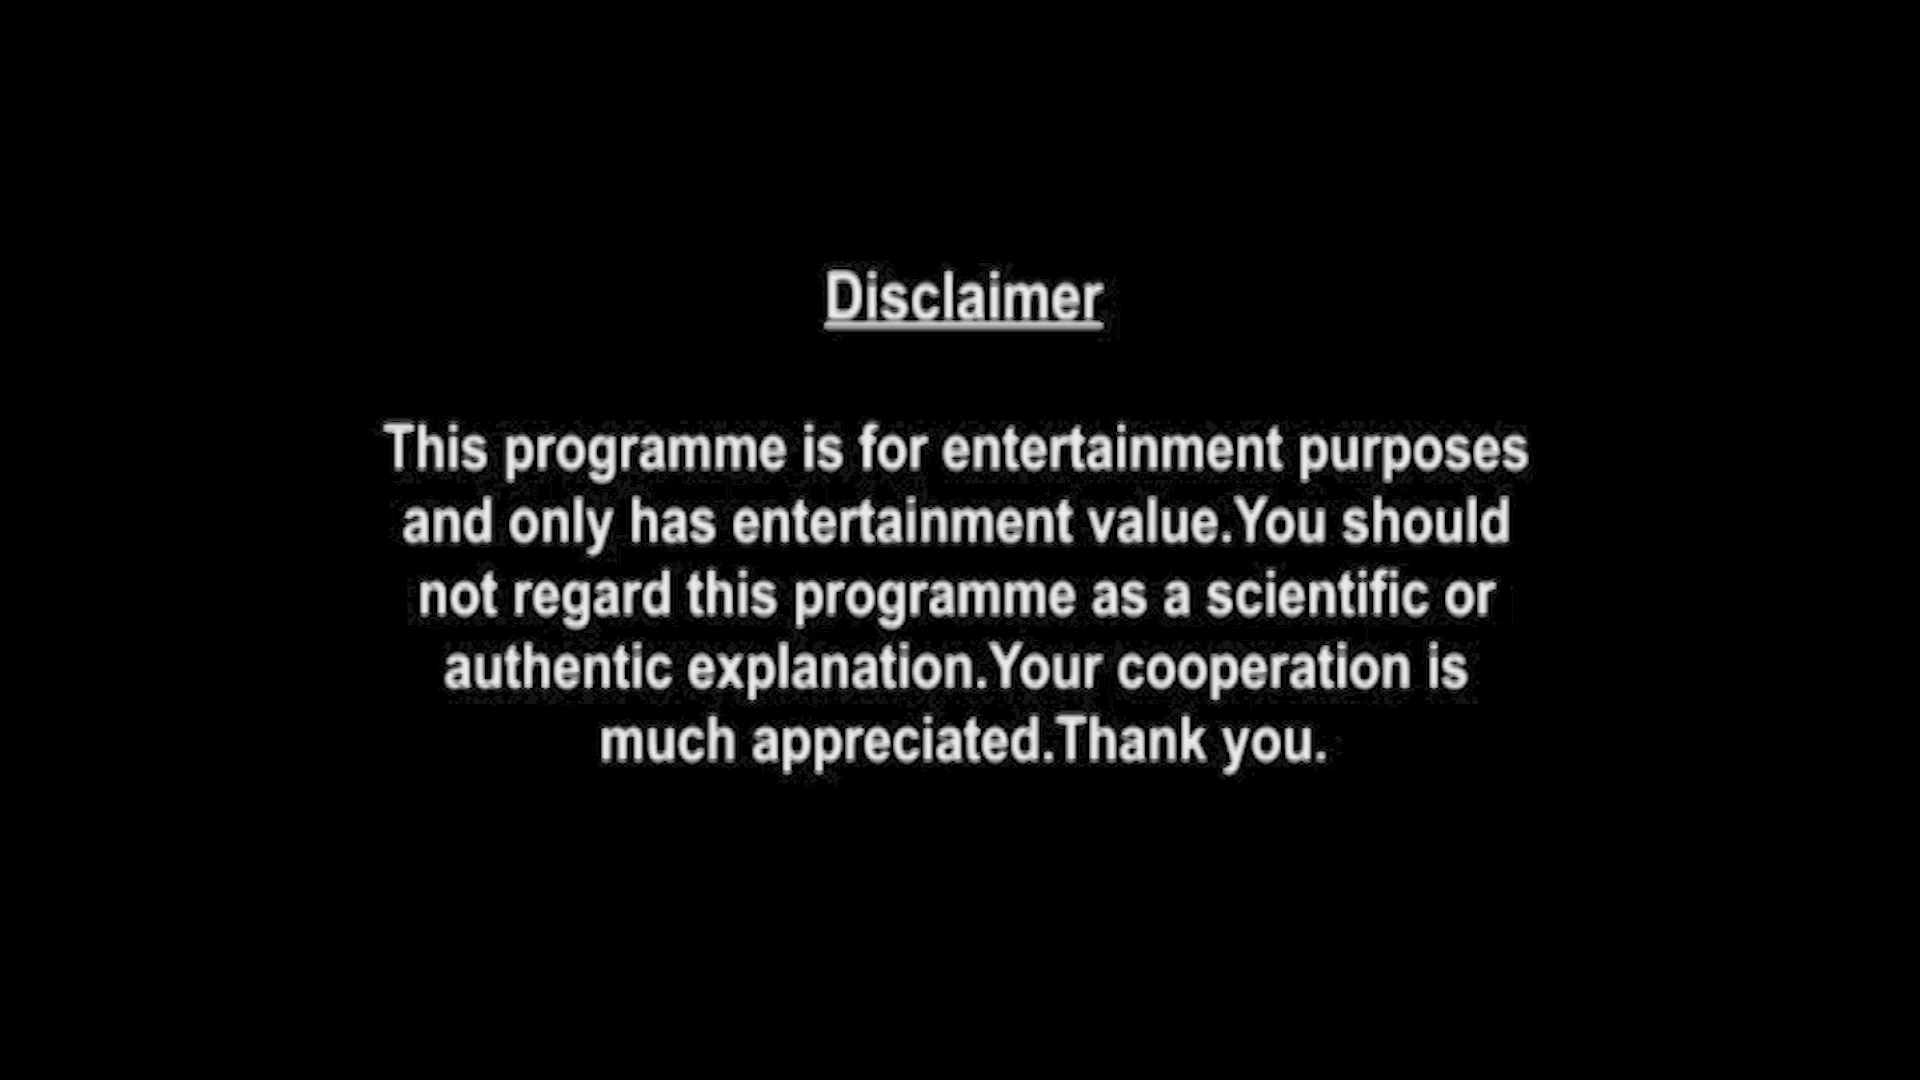 Disclaimer
This programme is for entertainment purposes
and only has entertainment value.You should
not regard this programme as a scientific or
authentic explanation.Your cooperation is
much appreciated.Thank you.